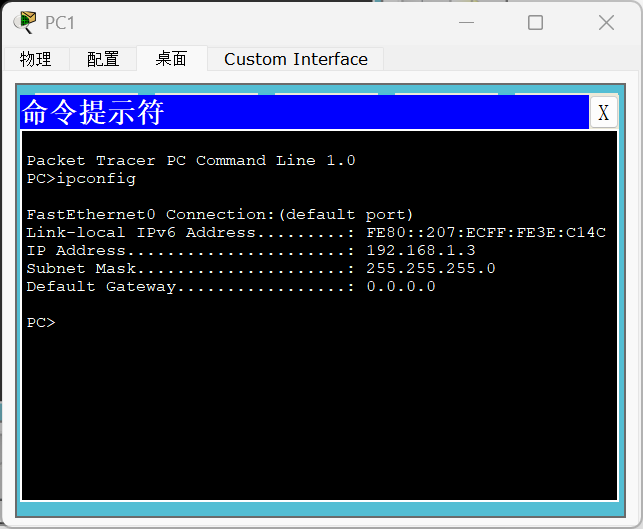 PC1
物理 配置 桌面 Custom Interface
命令提示符 X
Packet Tracer PC Command Line 1.0
PC>ipconfig
FastEthernet0 Connection:(default port)
Link-local IPv6 Address.........: FE80::207:ECFF:FE3E:C14C
IP Address......................: 192.168.1.3
Subnet Mask.....................: 255.255.255.0
Default Gateway.................: 0.0.0.0
PC>